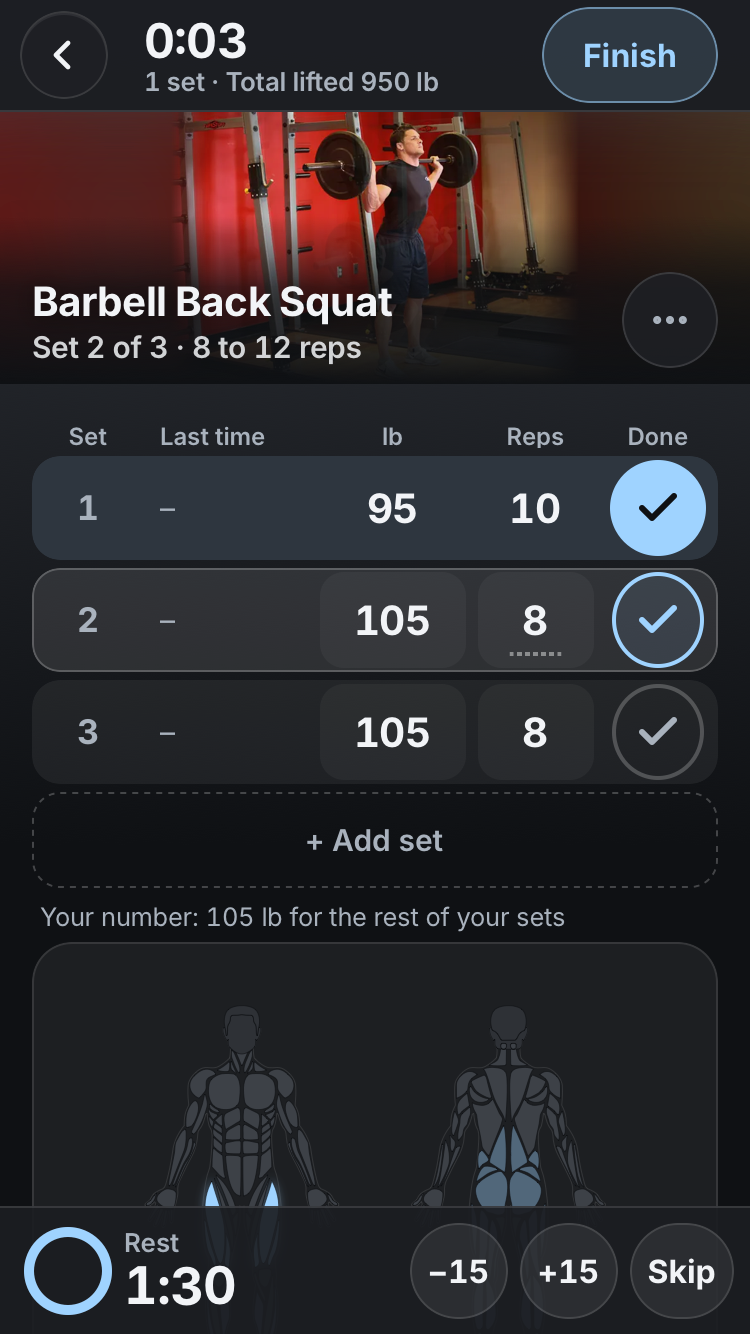 0:03
1 set · Total lifted 950 lb
Finish
Barbell Back Squat
Set 2 of 3 · 8 to 12 reps
Set Last time lb Reps Done
1 – 95 10
2 – 105 8
3 – 105 8
+ Add set
Your number: 105 lb for the rest of your sets
Rest
1:30
−15 +15 Skip